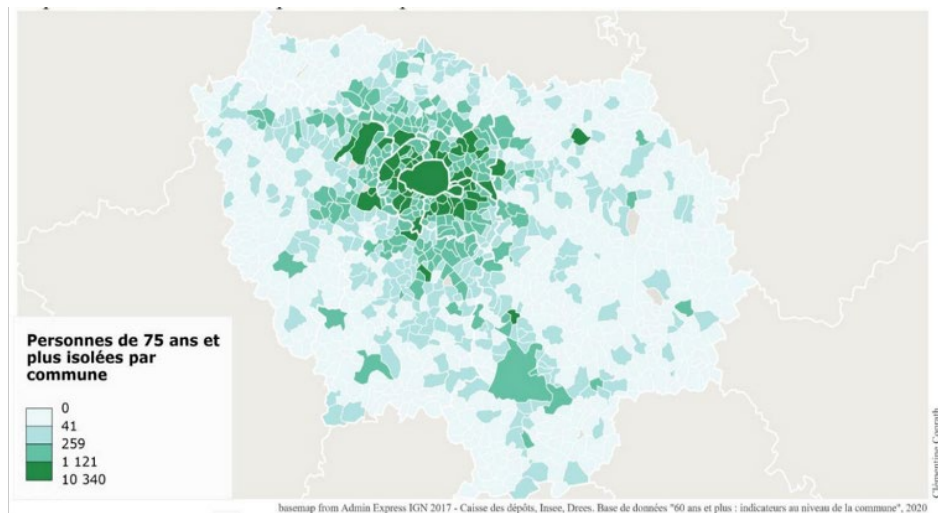 Personnes de 75 ans et
plus isolées par
commune
0
41
259
1 121
10 340
Clémentine Cograth
basemap from Admin Express IGN 2017 - Caisse des dépôts, Insee, Drees. Base de données "60 ans et plus : indicateurs au niveau de la commune", 2020